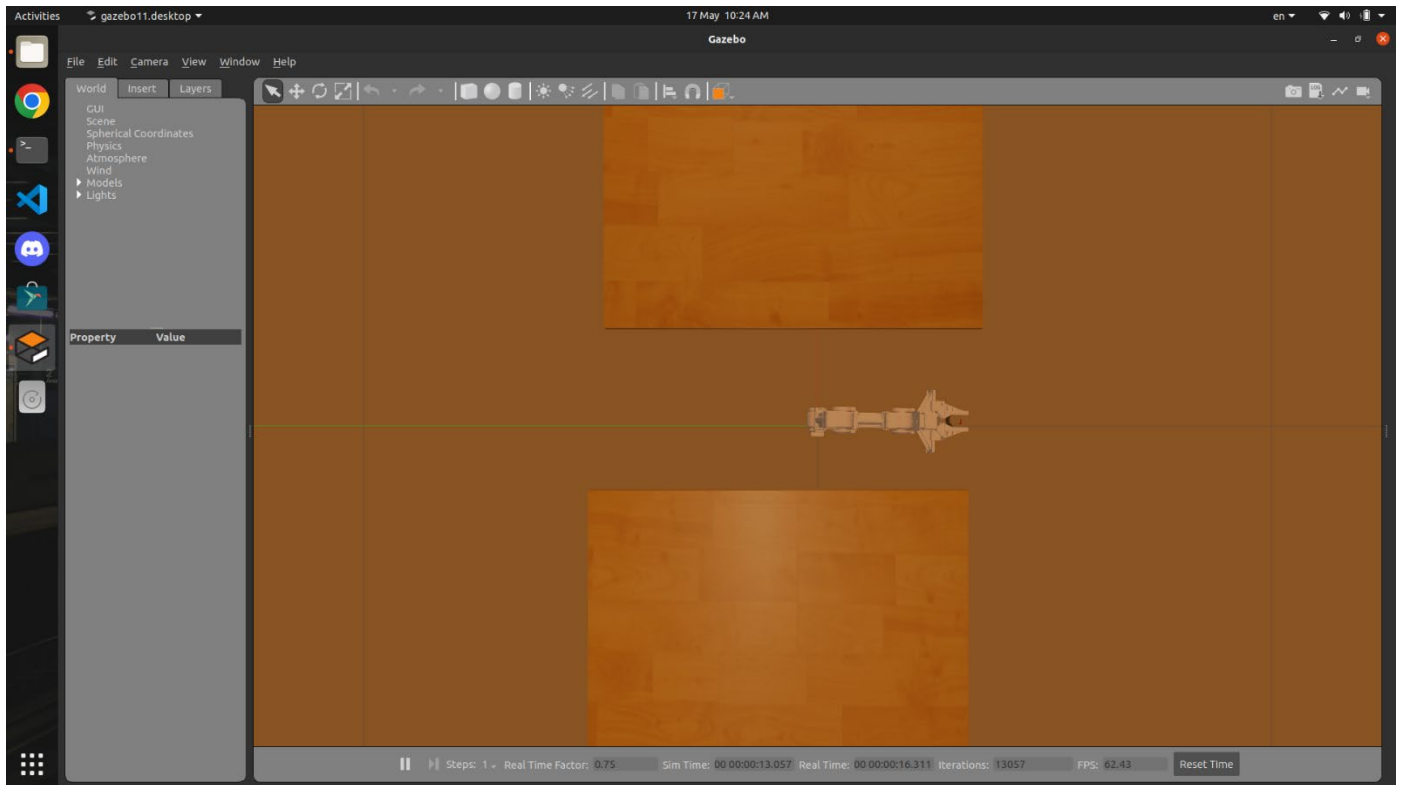 Activities gazebo11.desktop 17 May 10:24 AM en
Gazebo
File Edit Camera View Window Help
World Insert Layers
GUI
Scene
Spherical Coordinates
Physics
Atmosphere
Wind
Models
Lights
Property Value
Steps: 1 Real Time Factor: 0.75 Sim Time: 00 00:00:13.057 Real Time: 00 00:00:16.311 Iterations: 13057 FPS: 62.43 Reset Time